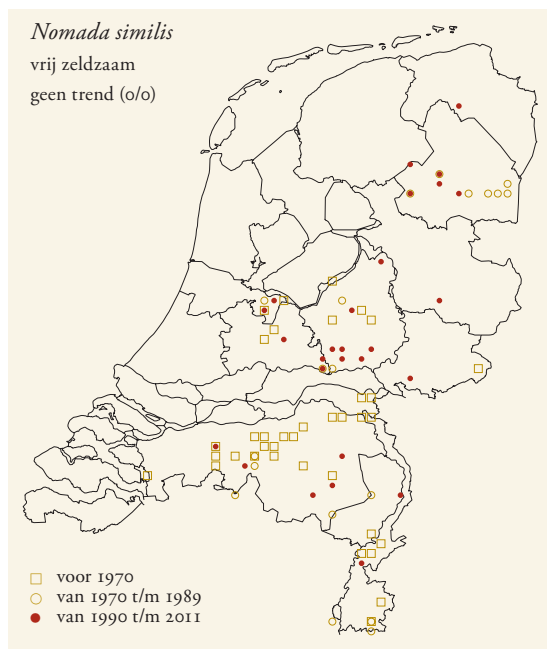 Nomada similis
vrij zeldzaam
geen trend (0/0)
voor 1970
van 1970 t/m 1989
van 1990 t/m 2011